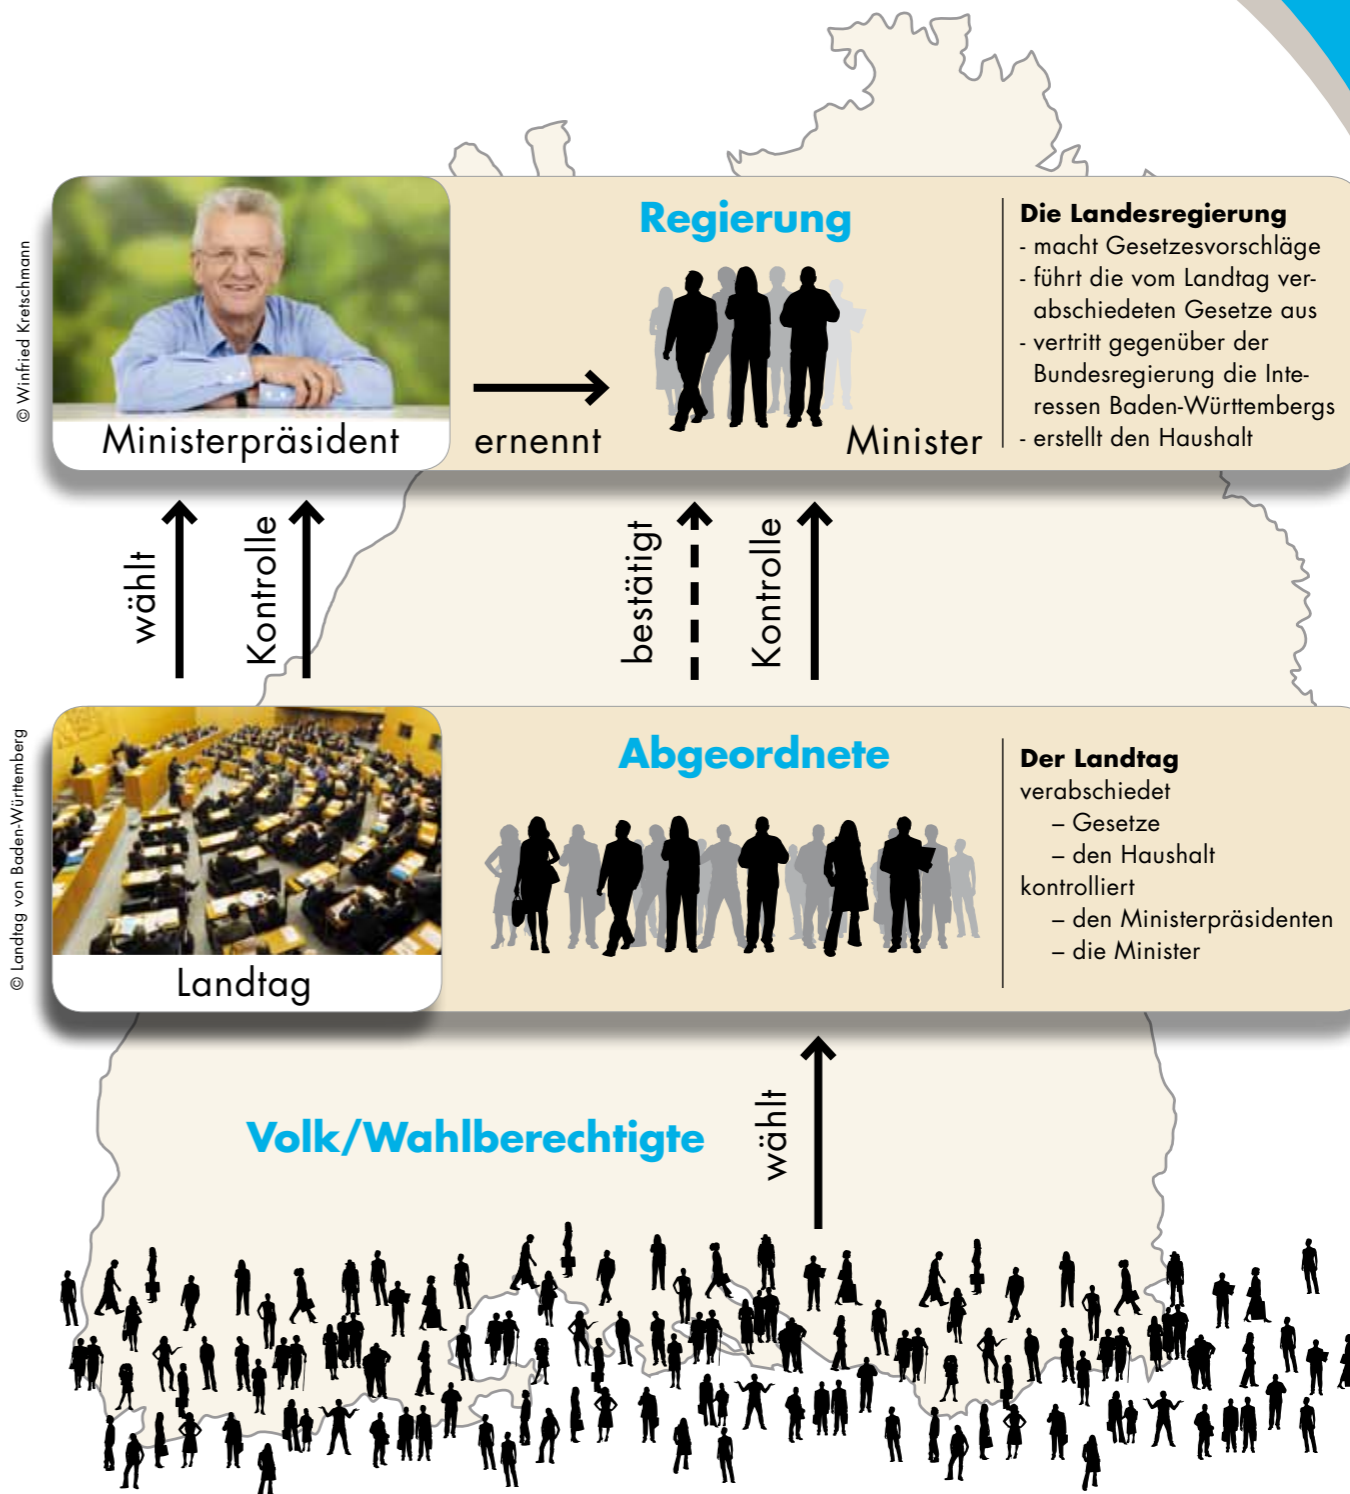 © Winfried Kretschmann
Ministerpräsident
ernennt
Regierung
Minister
Die Landesregierung
- macht Gesetzesvorschläge
- führt die vom Landtag ver-
abschiedeten Gesetze aus
- vertritt gegenüber der
Bundesregierung die Inte-
ressen Baden-Württembergs
- erstellt den Haushalt
wählt
Kontrolle
bestätigt
Kontrolle
© Landtag von Baden-Württemberg
Landtag
Abgeordnete
Der Landtag
verabschiedet
– Gesetze
– den Haushalt
kontrolliert
– den Ministerpräsidenten
– die Minister
Volk/Wahlberechtigte
wählt